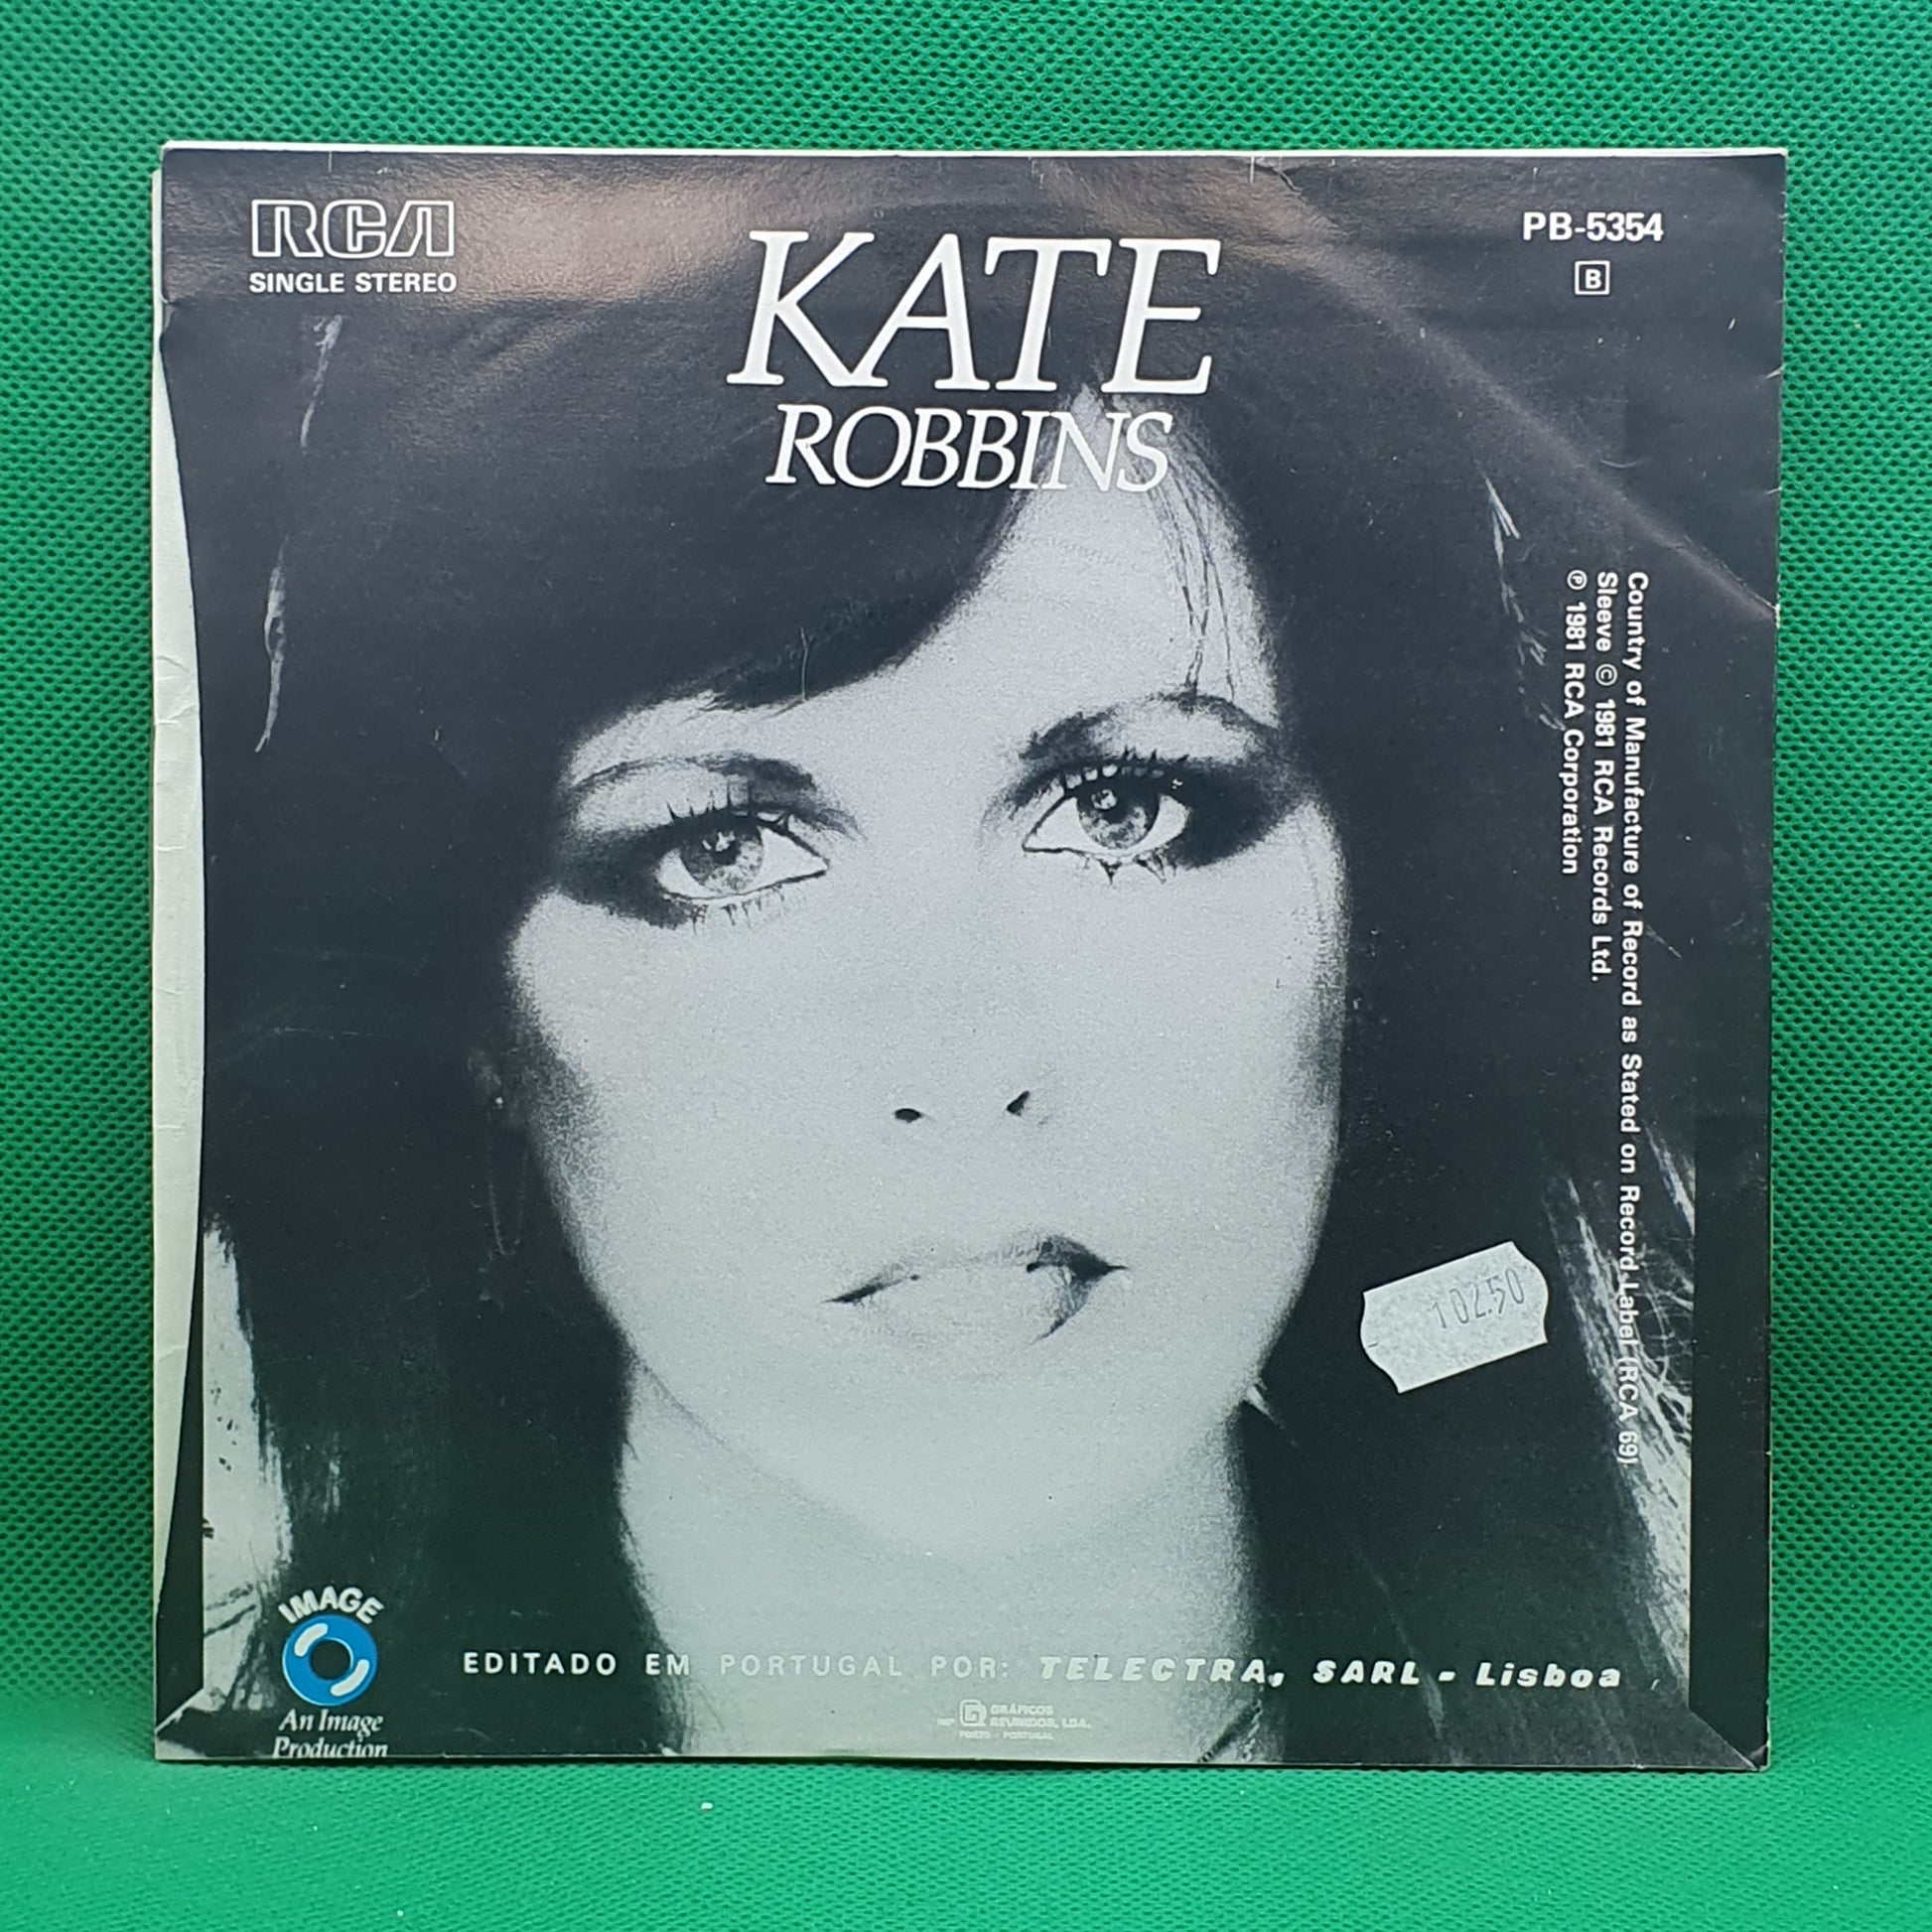 RCA
SINGLE STEREO
KATE
ROBBINS
PB-5354
B
Country of Manufacture of Record as Stated on Record Label (RCA 69).
Sleeve © 1981 RCA Records Ltd.
℗ 1981 RCA Corporation
102.50
IMAGE
An Image
Production
EDITADO EM PORTUGAL POR: TELECTRA, SARL - Lisboa
GRÁFICOS
REUNIDOS, LDA.
PORTO - PORTUGAL